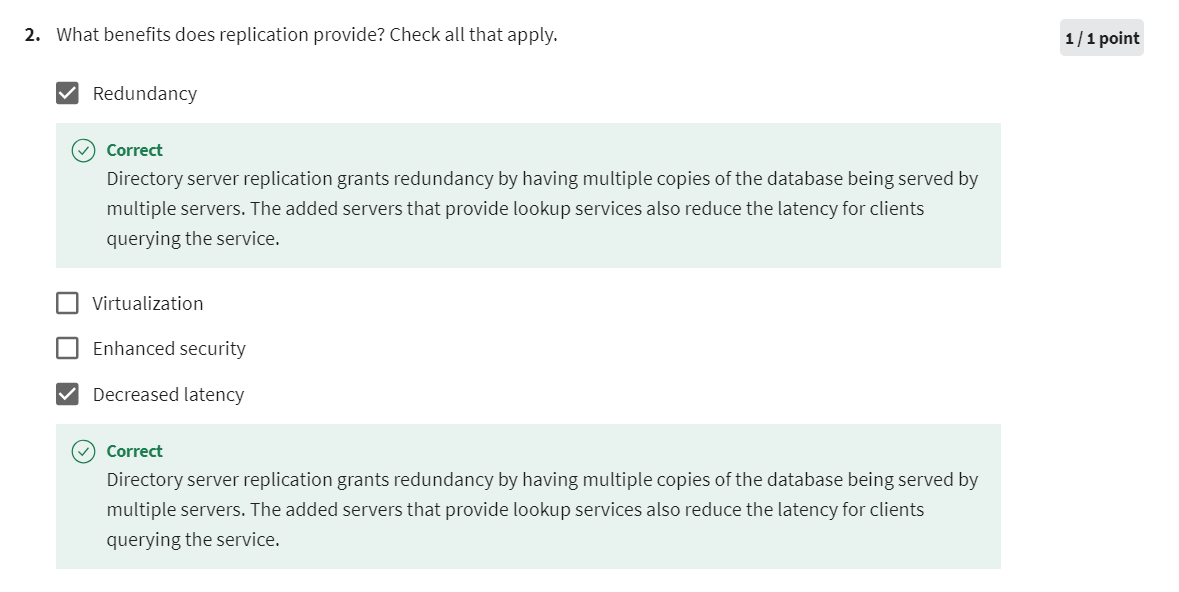 2. What benefits does replication provide? Check all that apply.
1 / 1 point
Redundancy
Correct
Directory server replication grants redundancy by having multiple copies of the database being served by
multiple servers. The added servers that provide lookup services also reduce the latency for clients
querying the service.
Virtualization
Enhanced security
Decreased latency
Correct
Directory server replication grants redundancy by having multiple copies of the database being served by
multiple servers. The added servers that provide lookup services also reduce the latency for clients
querying the service.